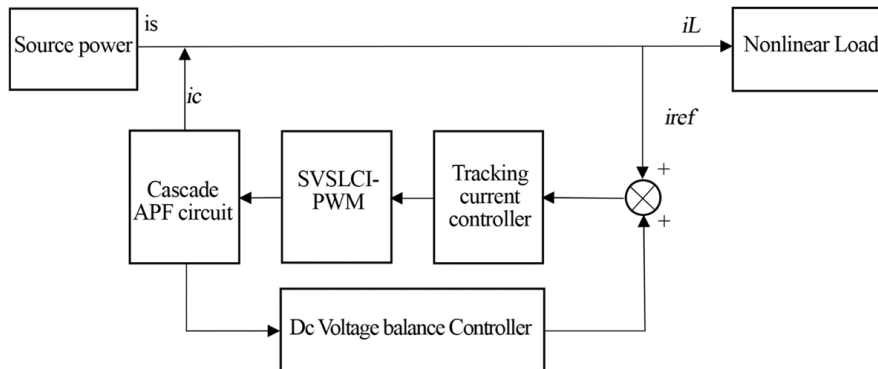 Source power
is
iL
Nonlinear Load
ic
iref
Cascade
APF circuit
SVSLCI-
PWM
Tracking
current
controller
+
+
Dc Voltage balance Controller